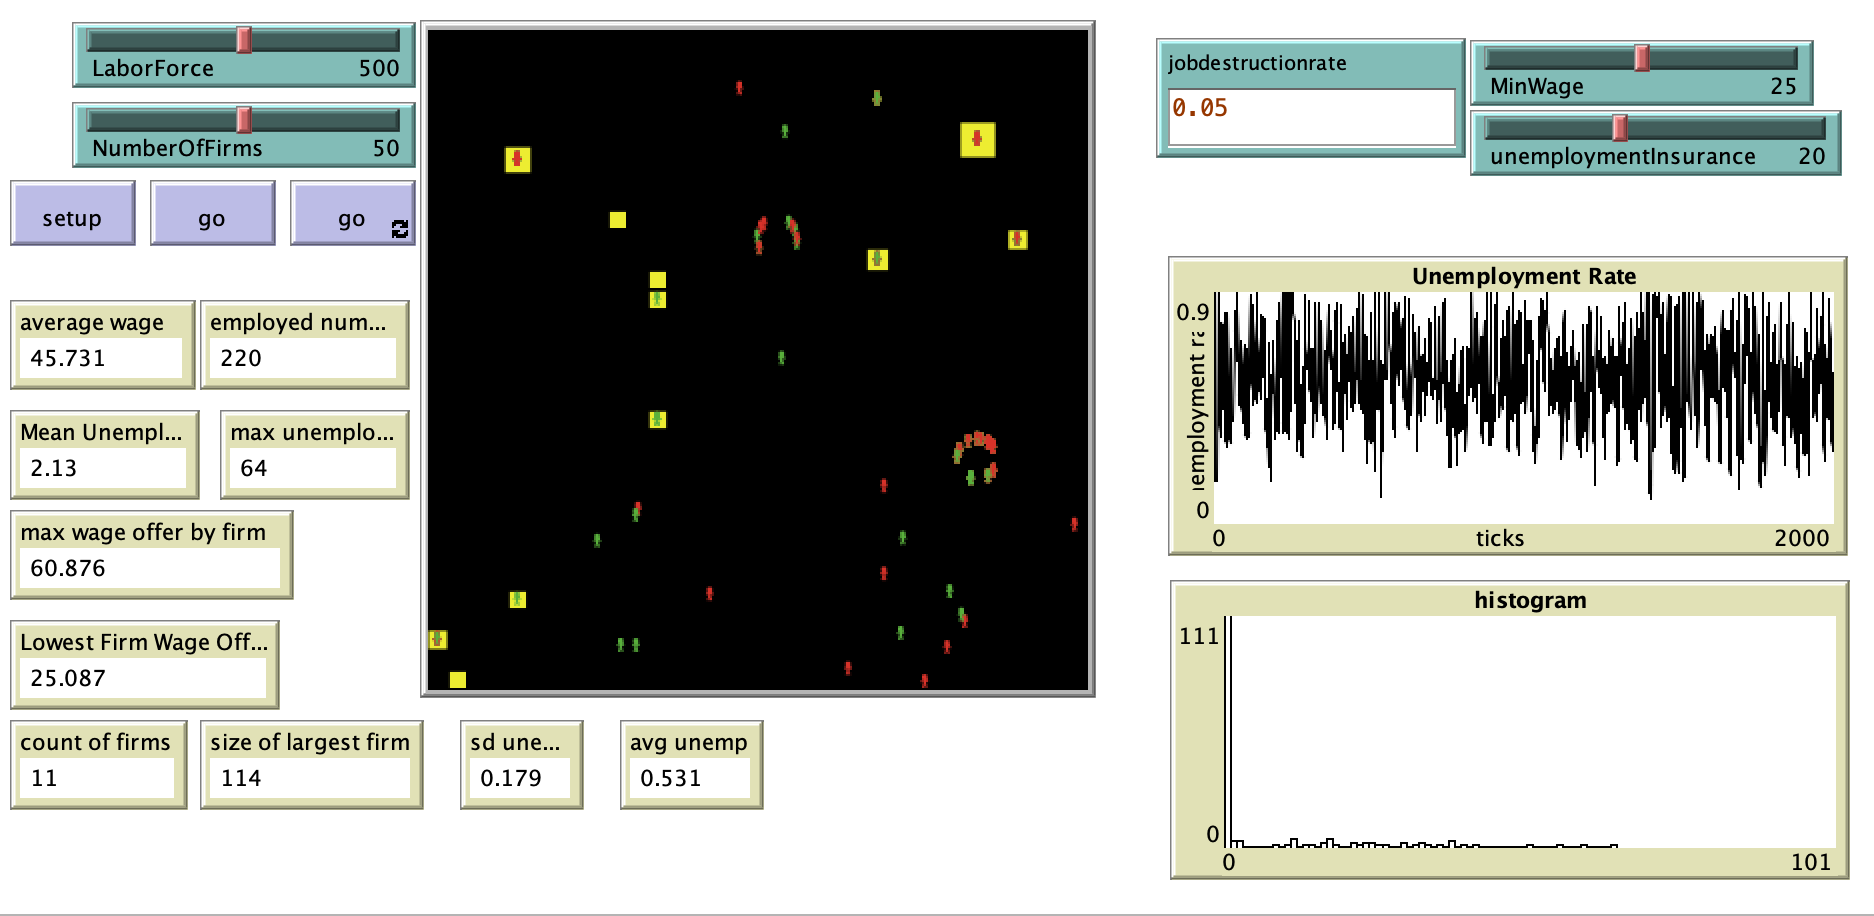 LaborForce 500
NumberOfFirms 50
setup
go
go
average wage
45.731
employed num...
220
Mean Unempl...
2.13
max unemplo...
64
max wage offer by firm
60.876
Lowest Firm Wage Off...
25.087
count of firms
11
size of largest firm
114
sd une...
0.179
avg unemp
0.531
jobdestructionrate
0.05
MinWage 25
unemploymentInsurance 20
Unemployment Rate
0.9
0
0 ticks 2000
histogram
111
0
0 101